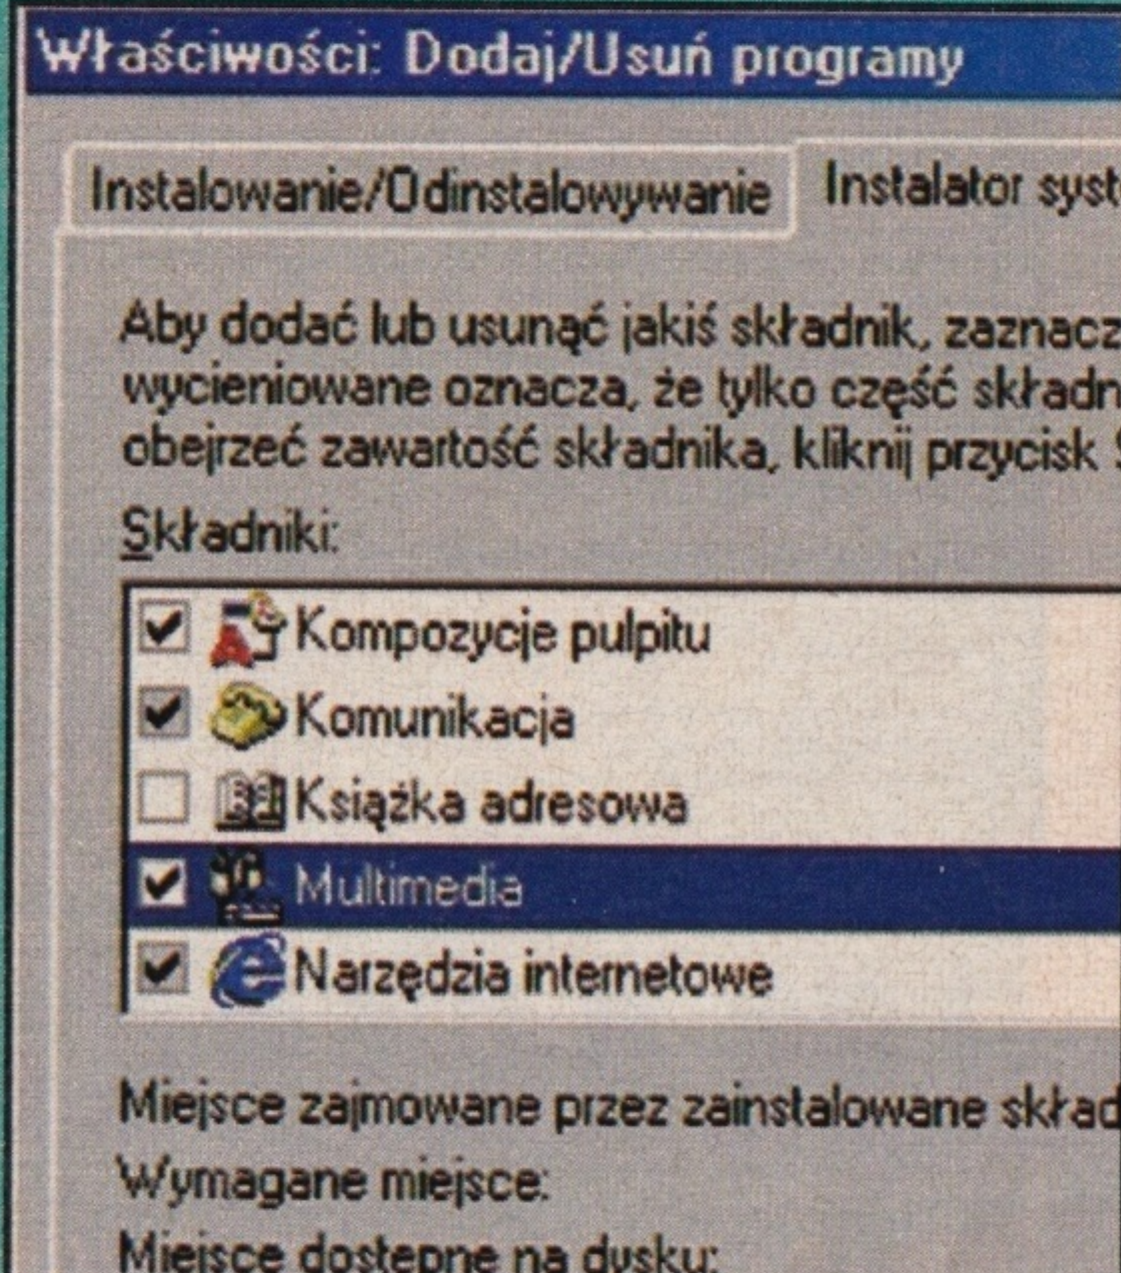 Właściwości: Dodaj/Usuń programy
Instalowanie/Odinstalowywanie
Instalator syst
Aby dodać lub usunąć jakiś składnik, zaznacz
wycieniowane oznacza, że tylko część składn
obejrzeć zawartość składnika, kliknij przycisk S
Składniki:
Kompozycje pulpitu
Komunikacja
Książka adresowa
Multimedia
Narzędzia internetowe
Miejsce zajmowane przez zainstalowane skład
Wymagane miejsce:
Miejsce dostępne na dysku: